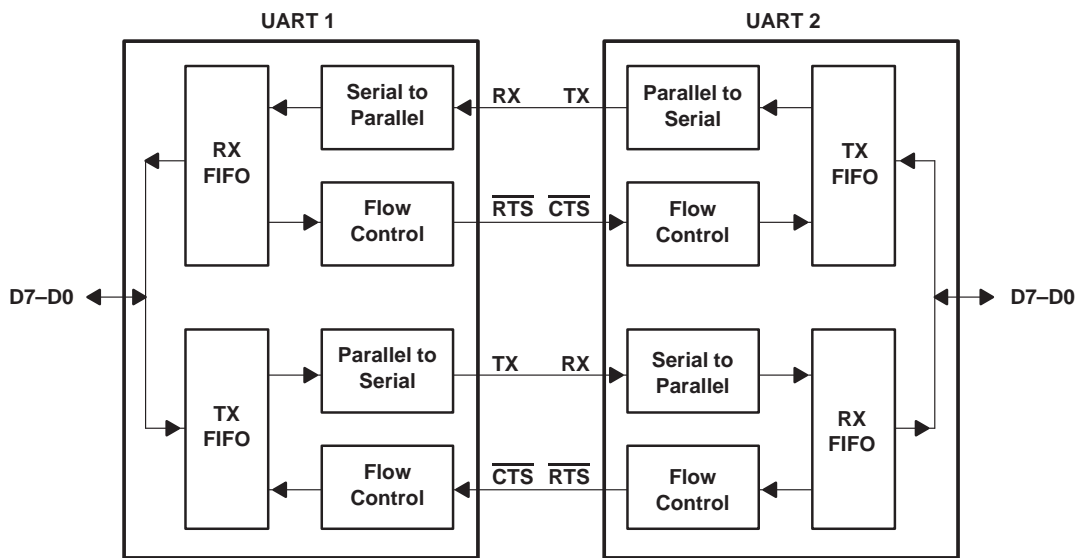 UART 1
UART 2
Serial to
Parallel
RX
TX
Parallel to
Serial
RX
FIFO
TX
FIFO
Flow
Control
RTS
CTS
Flow
Control
D7–D0
D7–D0
Parallel to
Serial
TX
RX
Serial to
Parallel
TX
FIFO
RX
FIFO
Flow
Control
CTS
RTS
Flow
Control